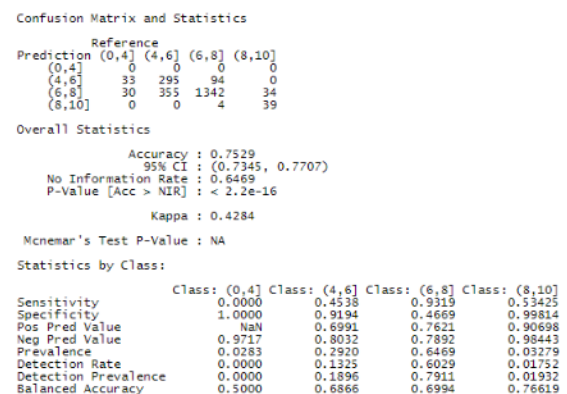 Confusion Matrix and Statistics
Reference
Prediction (0,4] (4,6] (6,8] (8,10]
(0,4] 0 0 0 0
(4,6] 33 295 94 0
(6,8] 30 355 1342 34
(8,10] 0 0 4 39
Overall Statistics
Accuracy : 0.7529
95% CI : (0.7345, 0.7707)
No Information Rate : 0.6469
P-Value [Acc > NIR] : < 2.2e-16
Kappa : 0.4284
Mcnemar's Test P-Value : NA
Statistics by Class:
Class: (0,4] Class: (4,6] Class: (6,8] Class: (8,10]
Sensitivity 0.0000 0.4538 0.9319 0.53425
Specificity 1.0000 0.9194 0.4669 0.99814
Pos Pred Value NaN 0.6991 0.7621 0.90698
Neg Pred Value 0.9717 0.8032 0.7892 0.98443
Prevalence 0.0283 0.2920 0.6469 0.03279
Detection Rate 0.0000 0.1325 0.6029 0.01752
Detection Prevalence 0.0000 0.1896 0.7911 0.01932
Balanced Accuracy 0.5000 0.6866 0.6994 0.76619